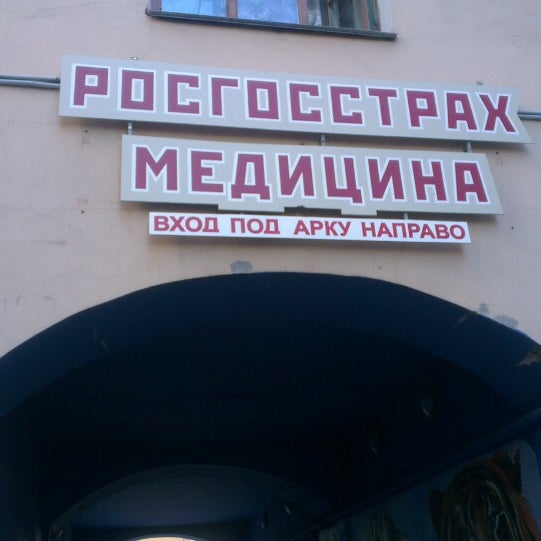 РОСГОССТРАХ
МЕДИЦИНА
ВХОД ПОД АРКУ НАПРАВО